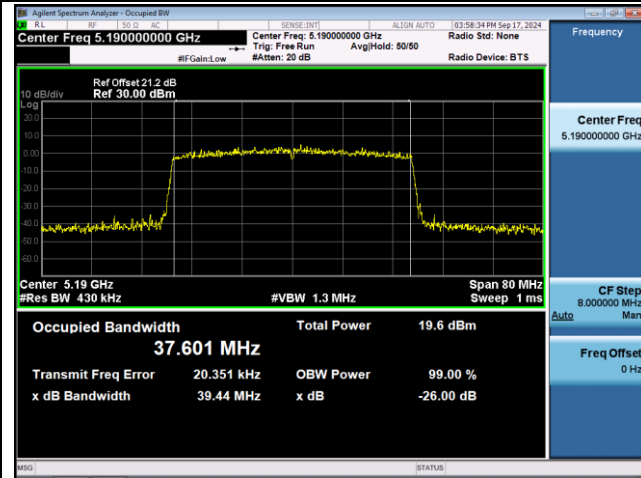 Agilent Spectrum Analyzer - Occupied BW
RL RF 50 Ω AC SENSE:INT ALIGN AUTO 03:58:34 PM Sep 17, 2024
Center Freq 5.190000000 GHz
Center Freq: 5.190000000 GHz
Radio Std: None
Trig: Free Run Avg|Hold: 50/50
#IFGain:Low
#Atten: 20 dB
Radio Device: BTS
Ref Offset 21.2 dB
10 dB/div Ref 30.00 dBm
Log
20.0
10.0
0.00
-10.0
-20.0
-30.0
-40.0
-50.0
-60.0
Center 5.19 GHz Span 80 MHz
#Res BW 430 kHz #VBW 1.3 MHz Sweep 1 ms
Occupied Bandwidth Total Power 19.6 dBm
37.601 MHz
Transmit Freq Error 20.351 kHz OBW Power 99.00 %
x dB Bandwidth 39.44 MHz x dB -26.00 dB
MSG STATUS
Frequency
Center Freq
5.190000000 GHz
CF Step
8.000000 MHz
Auto Man
Freq Offset
0 Hz